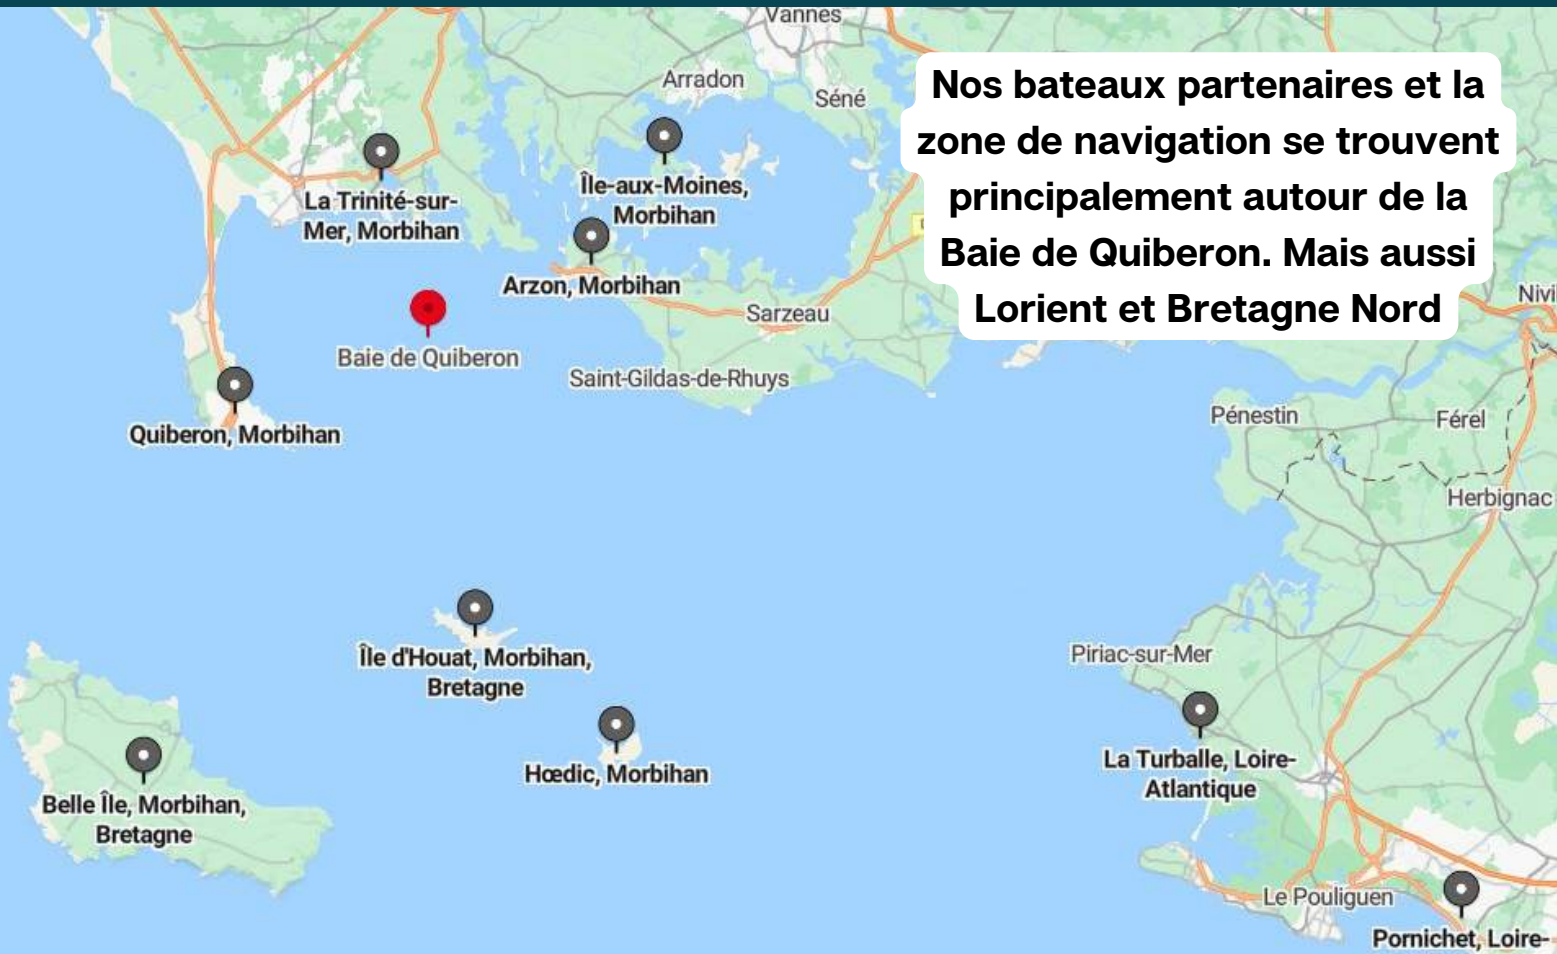 Vannes
Arradon
Séné
Nos bateaux partenaires et la
zone de navigation se trouvent
principalement autour de la
Baie de Quiberon. Mais aussi
Lorient et Bretagne Nord
La Trinité-sur-
Mer, Morbihan
Île-aux-Moines,
Morbihan
Arzon, Morbihan
Sarzeau
Nivi
Baie de Quiberon
Saint-Gildas-de-Rhuys
Quiberon, Morbihan
Pénestin
Férel
Herbignac
Île d'Houat, Morbihan,
Bretagne
Piriac-sur-Mer
Hœdic, Morbihan
La Turballe, Loire-
Atlantique
Belle Île, Morbihan,
Bretagne
Le Pouliguen
Pornichet, Loire-